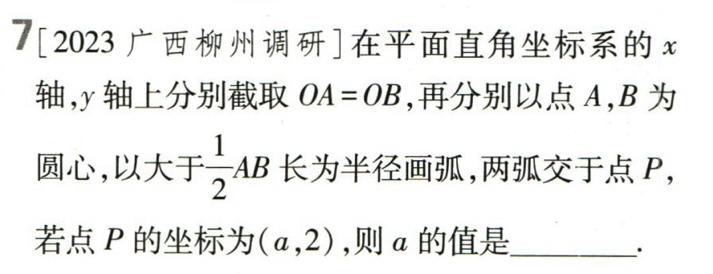 7[2023 广西柳州调研]在平面直角坐标系的 x
轴,y 轴上分别截取 OA=OB,再分别以点 A,B 为
圆心,以大于\frac{1}{2}AB 长为半径画弧,两弧交于点 P,
若点 P 的坐标为(a,2),则 a 的值是______.